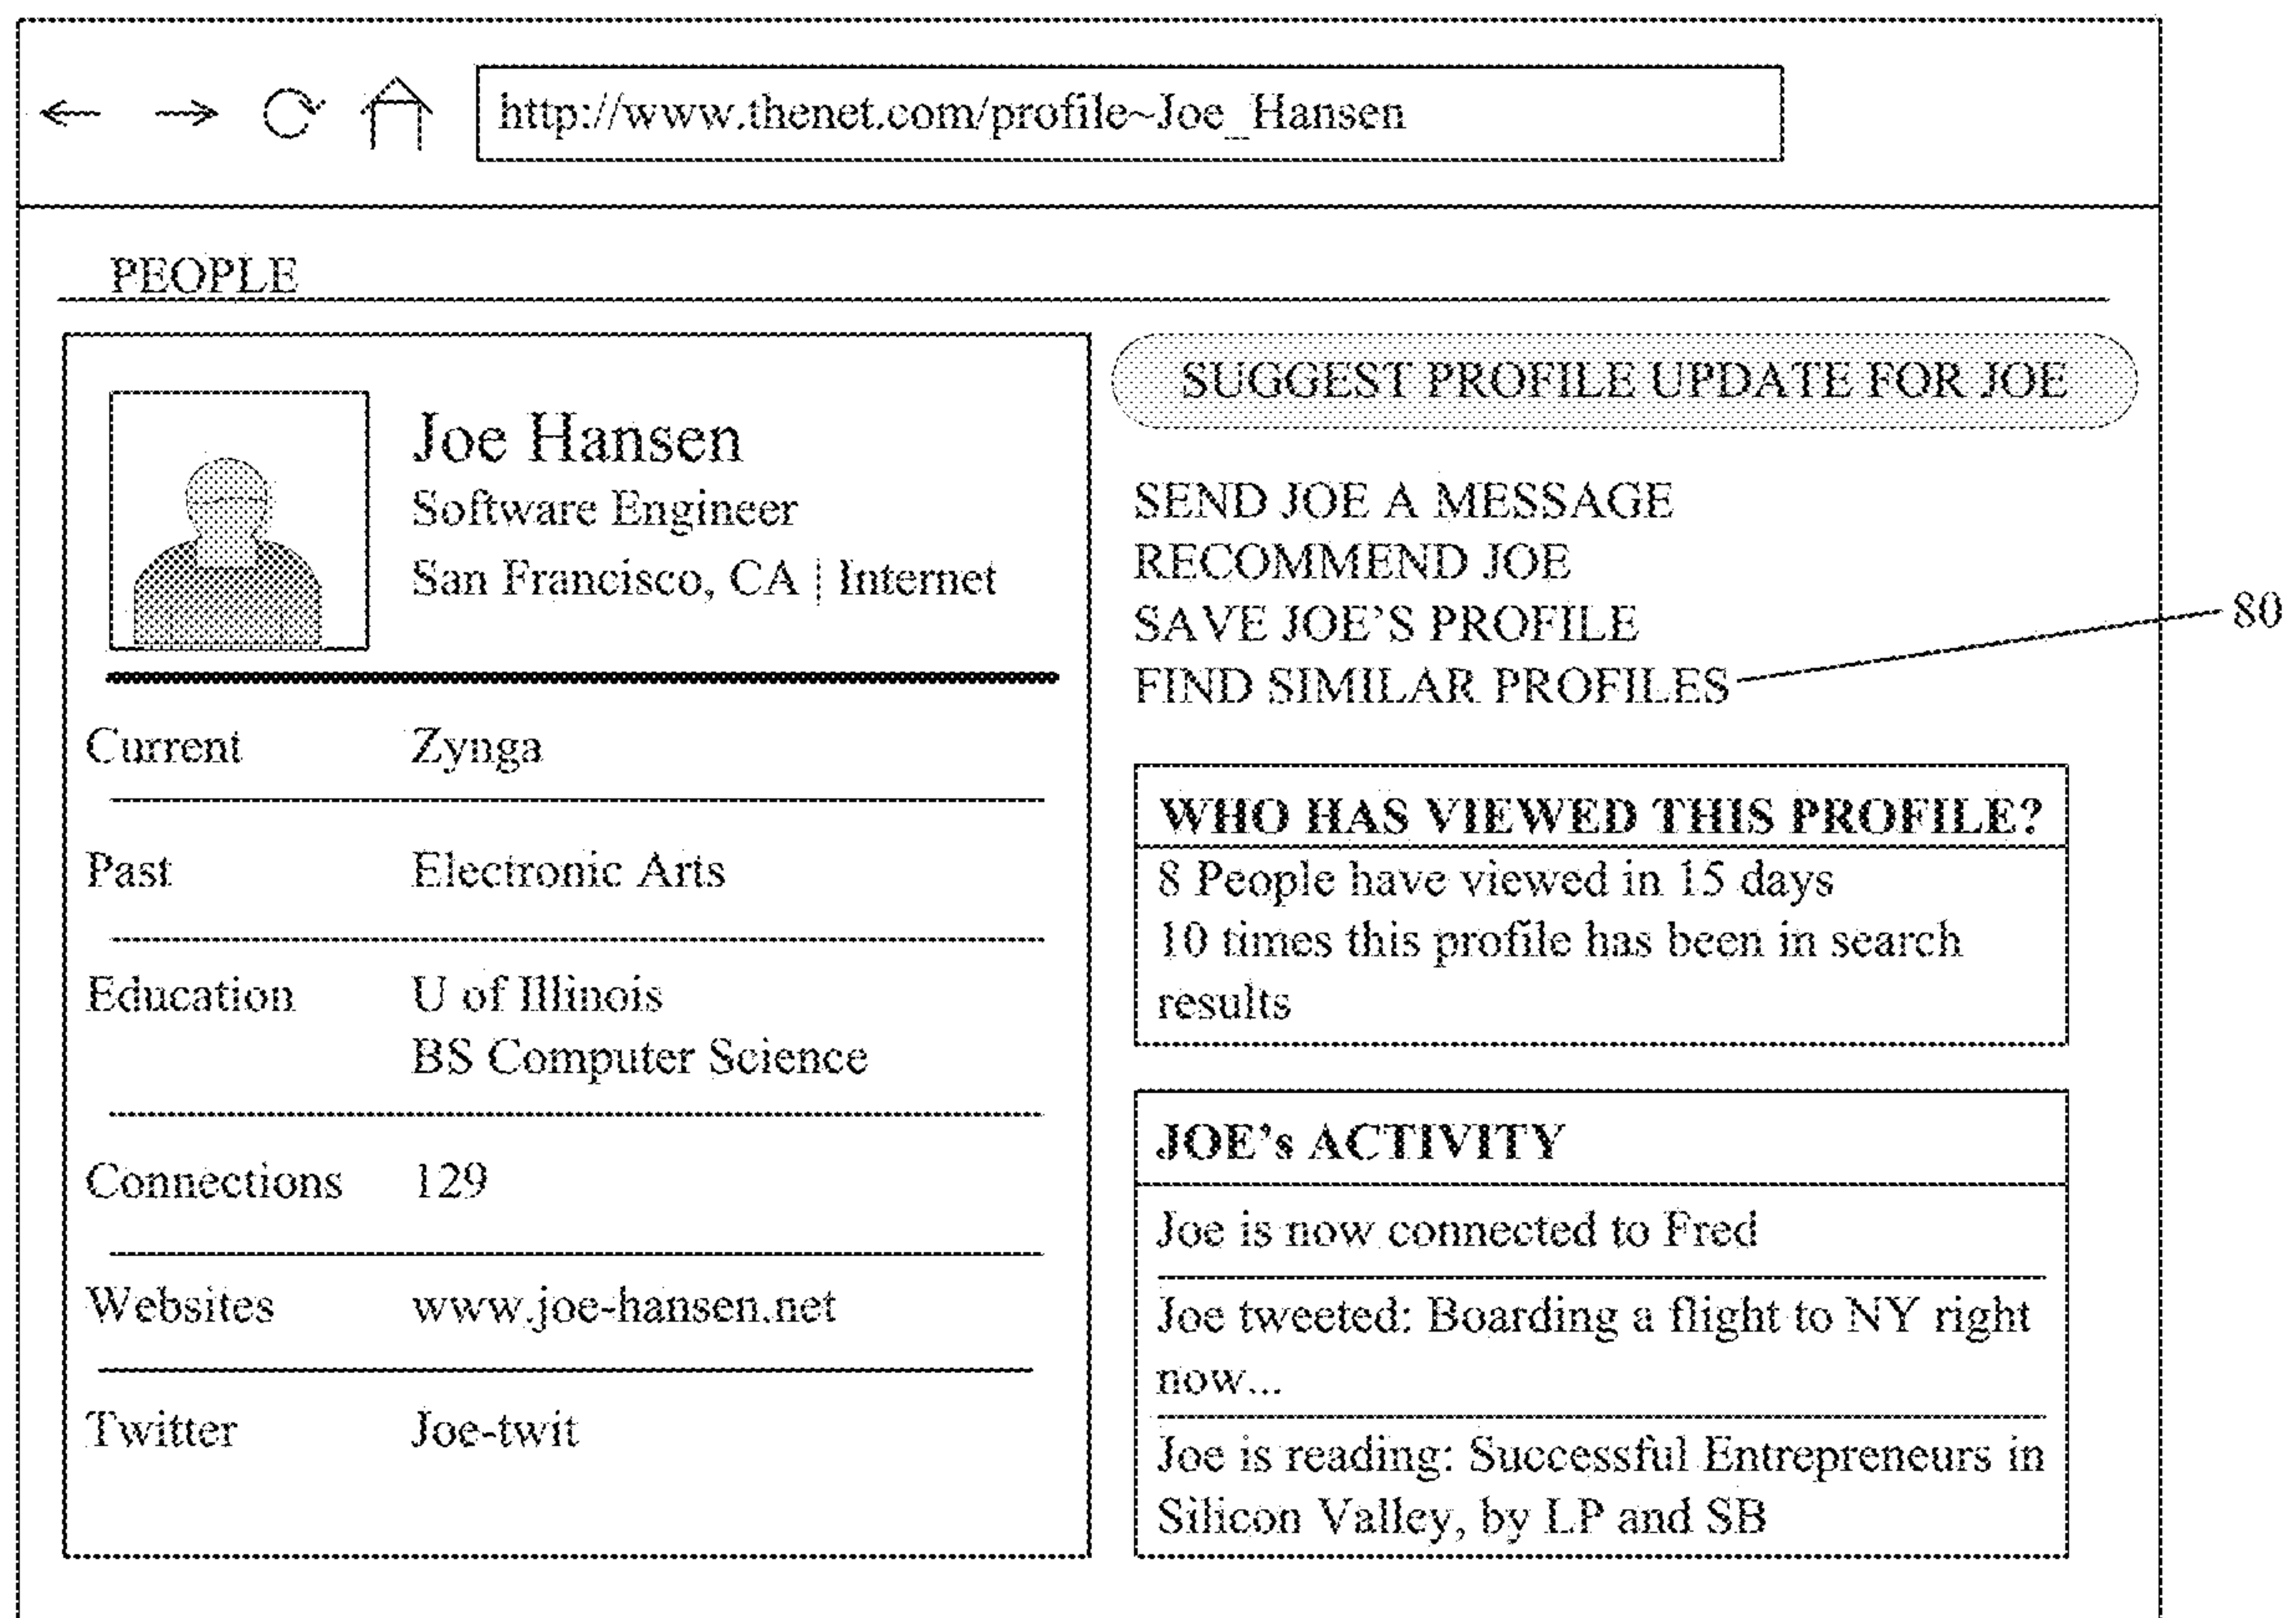 http://www.thenet.com/profile~Joe_Hansen
PEOPLE
Joe Hansen
Software Engineer
San Francisco, CA | Internet
Current Zynga
Past Electronic Arts
Education U of Illinois
BS Computer Science
Connections 129
Websites www.joe-hansen.net
Twitter Joe-twit
SUGGEST PROFILE UPDATE FOR JOE
SEND JOE A MESSAGE
RECOMMEND JOE
SAVE JOE'S PROFILE
FIND SIMILAR PROFILES
80
WHO HAS VIEWED THIS PROFILE?
8 People have viewed in 15 days
10 times this profile has been in search
results
JOE's ACTIVITY
Joe is now connected to Fred
Joe tweeted: Boarding a flight to NY right
now...
Joe is reading: Successful Entrepreneurs in
Silicon Valley, by LP and SB